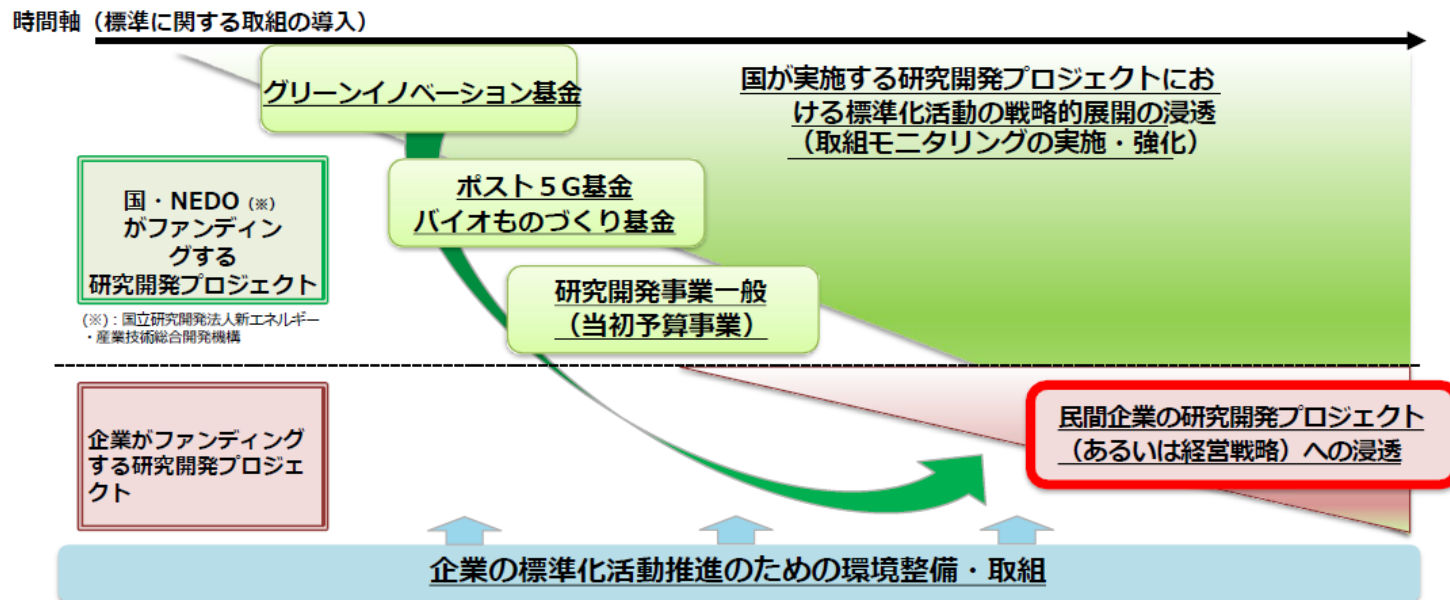 時間軸（標準に関する取組の導入）
グリーンイノベーション基金
国が実施する研究開発プロジェクトにお
ける標準化活動の戦略的展開の浸透
（取組モニタリングの実施・強化）
国・NEDO（※）
がファンディン
グする
研究開発プロジェクト
ポスト５G基金
バイオものづくり基金
研究開発事業一般
（当初予算事業）
(※)：国立研究開発法人新エネルギー
・産業技術総合開発機構
企業がファンディング
する研究開発プロジェ
クト
民間企業の研究開発プロジェクト
（あるいは経営戦略）への浸透
企業の標準化活動推進のための環境整備・取組